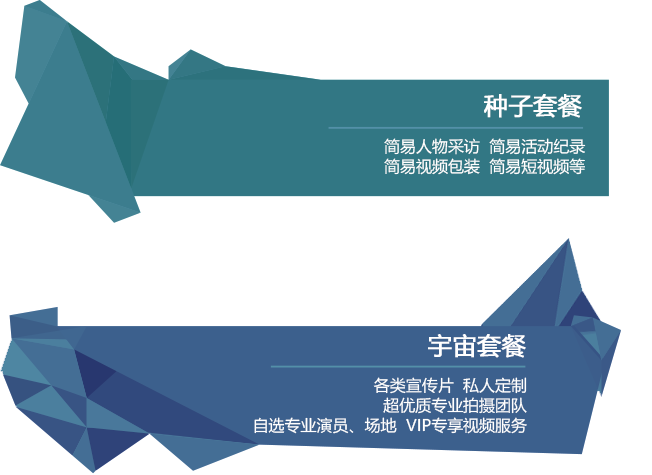 种子套餐
简易人物采访 简易活动纪录
简易视频包装 简易短视频等
宇宙套餐
各类宣传片 私人定制
超优质专业拍摄团队
自选专业演员、场地 VIP专享视频服务